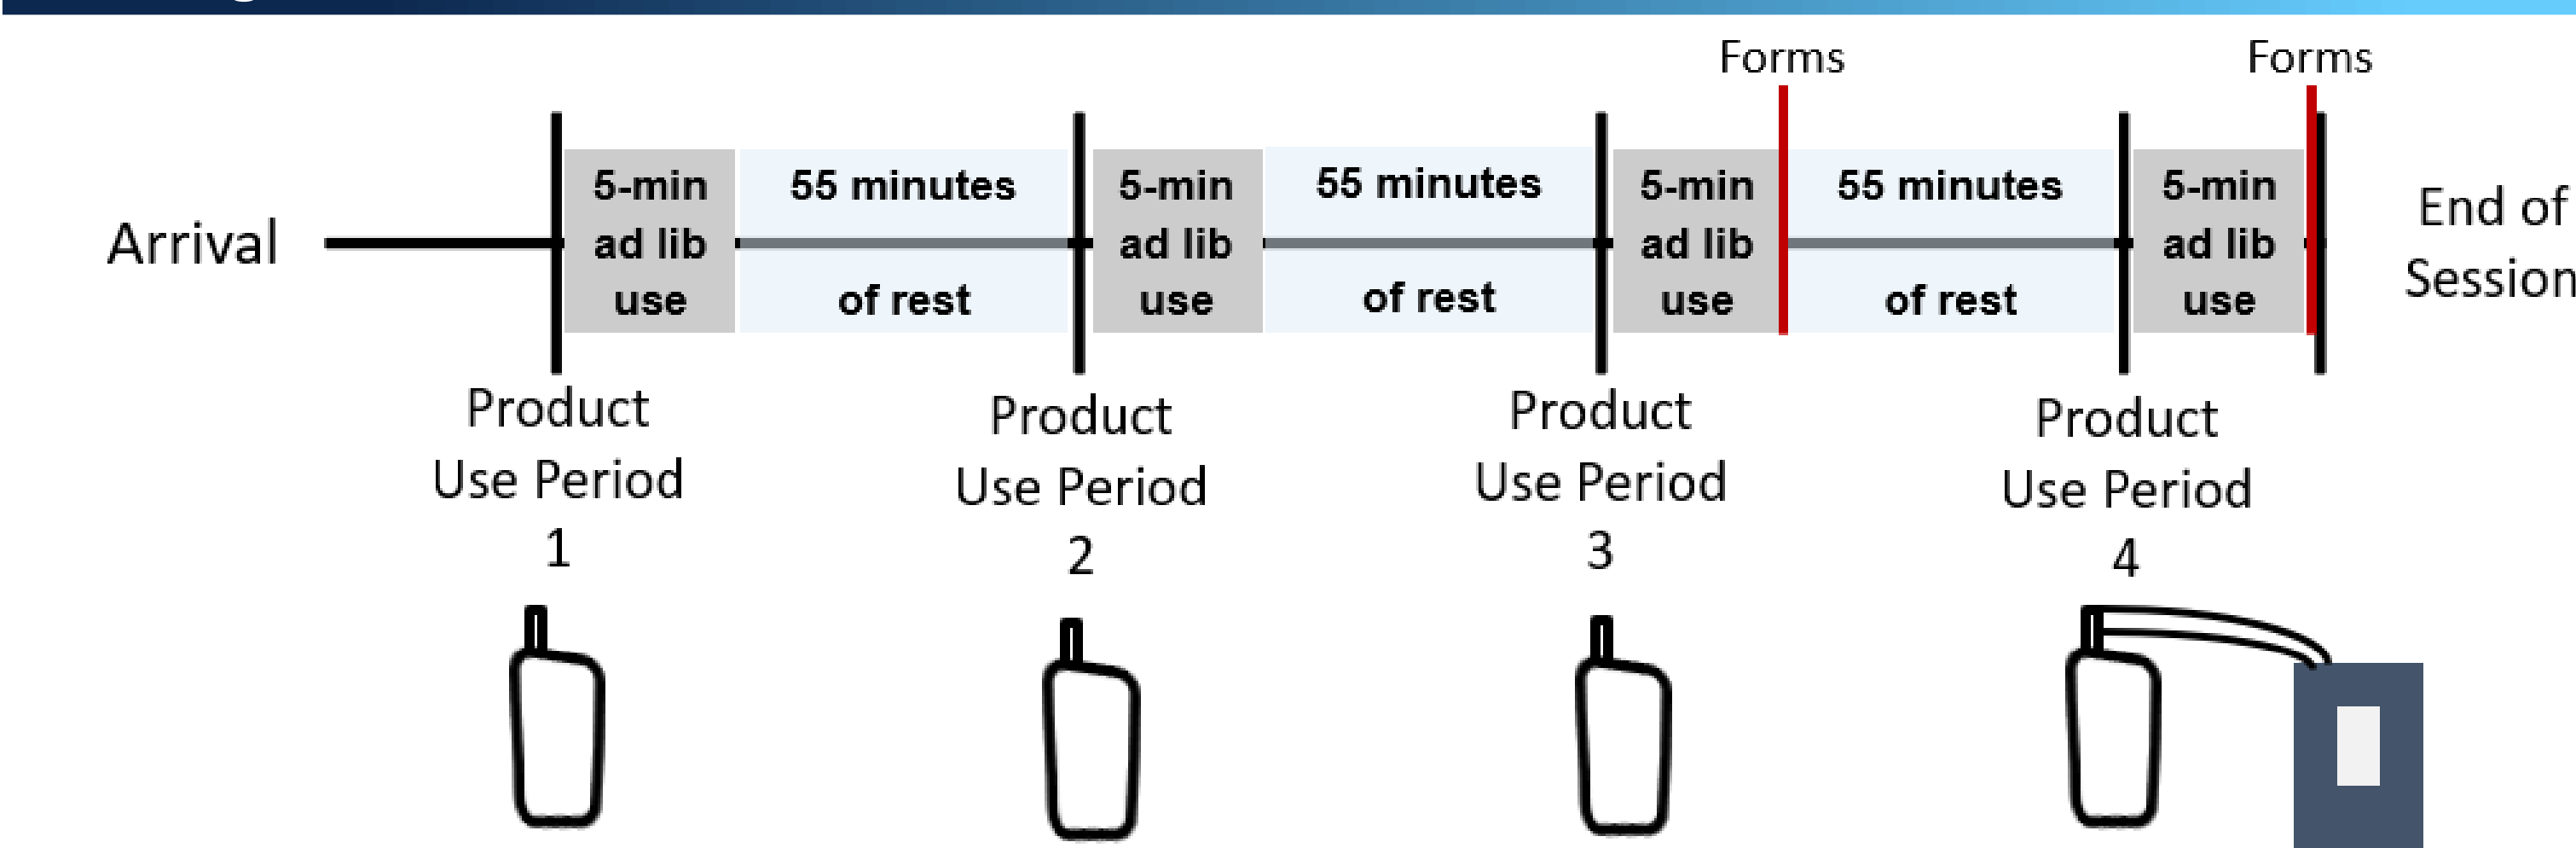 Forms
Forms
Arrival
5-min
ad lib
use
55 minutes
of rest
5-min
ad lib
use
55 minutes
of rest
5-min
ad lib
use
55 minutes
of rest
5-min
ad lib
use
End of
Session
Product
Use Period
1
Product
Use Period
2
Product
Use Period
3
Product
Use Period
4